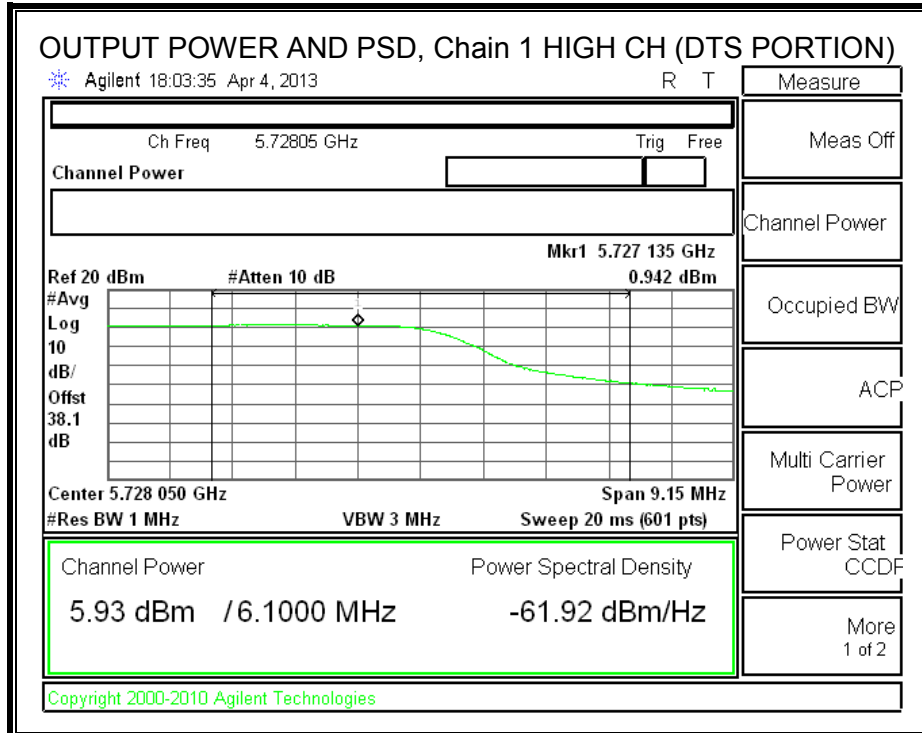 OUTPUT POWER AND PSD, Chain 1 HIGH CH (DTS PORTION)
Agilent 18:03:35 Apr 4, 2013 R T
Ch Freq 5.72805 GHz Trig Free
Channel Power
Mkr1 5.727 135 GHz
Ref 20 dBm #Atten 10 dB 0.942 dBm
#Avg
Log
10
dB/
Offst
38.1
dB
1
Center 5.728 050 GHz Span 9.15 MHz
#Res BW 1 MHz VBW 3 MHz Sweep 20 ms (601 pts)
Channel Power Power Spectral Density
5.93 dBm / 6.1000 MHz -61.92 dBm/Hz
Copyright 2000-2010 Agilent Technologies
Measure
Meas Off
Channel Power
Occupied BW
ACP
Multi Carrier
Power
Power Stat
CCDF
More
1 of 2